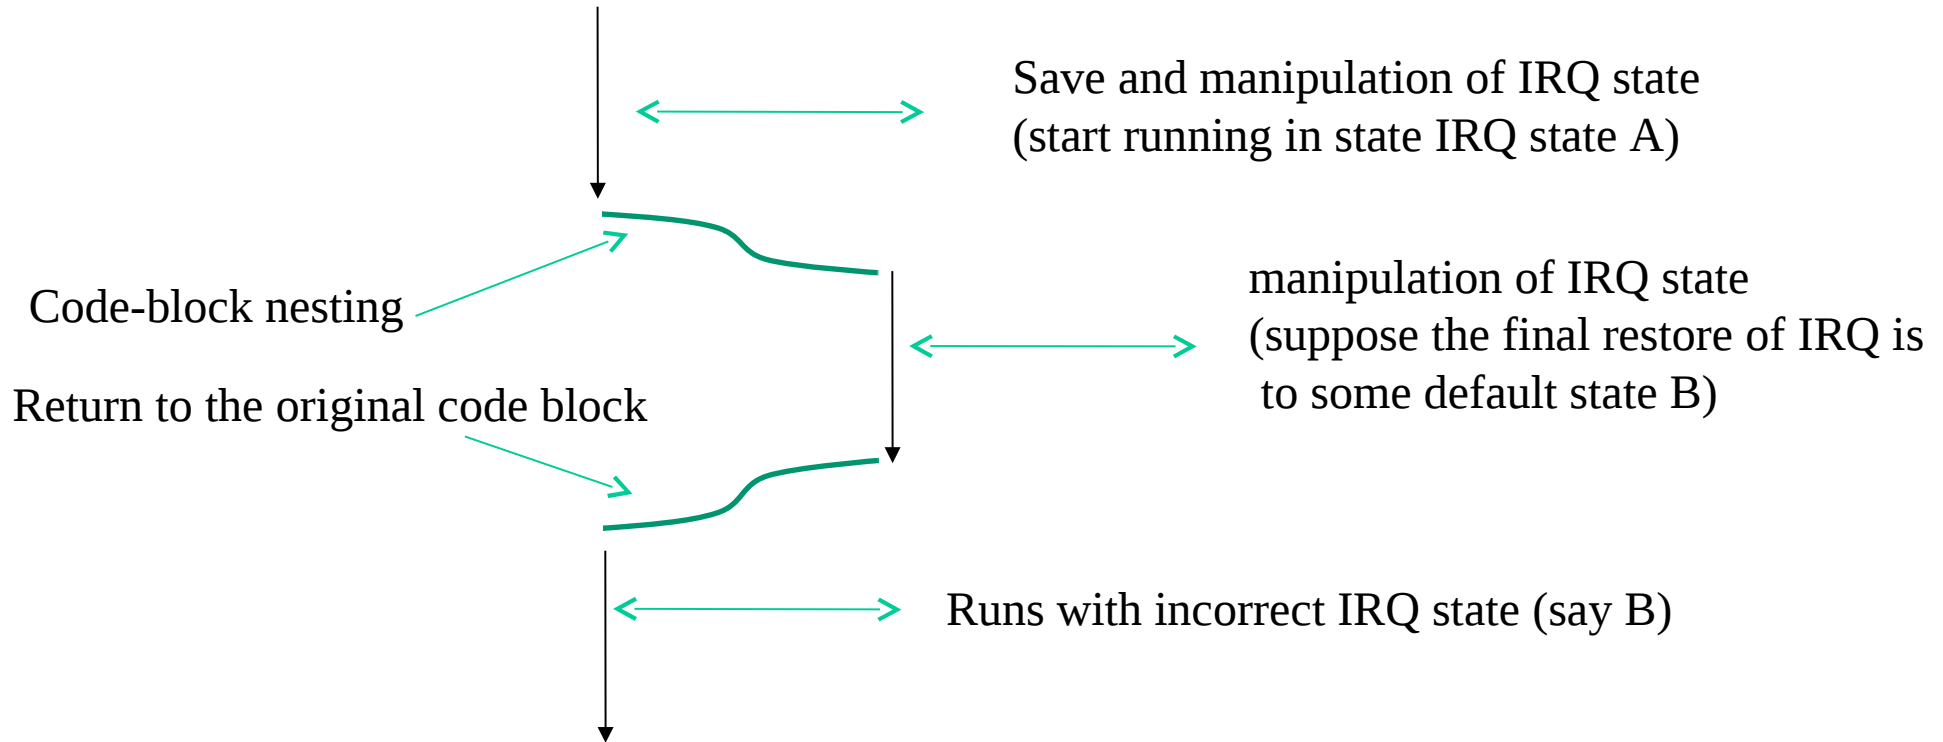 Save and manipulation of IRQ state
(start running in state IRQ state A)
Code-block nesting
manipulation of IRQ state
(suppose the final restore of IRQ is
to some default state B)
Return to the original code block
Runs with incorrect IRQ state (say B)